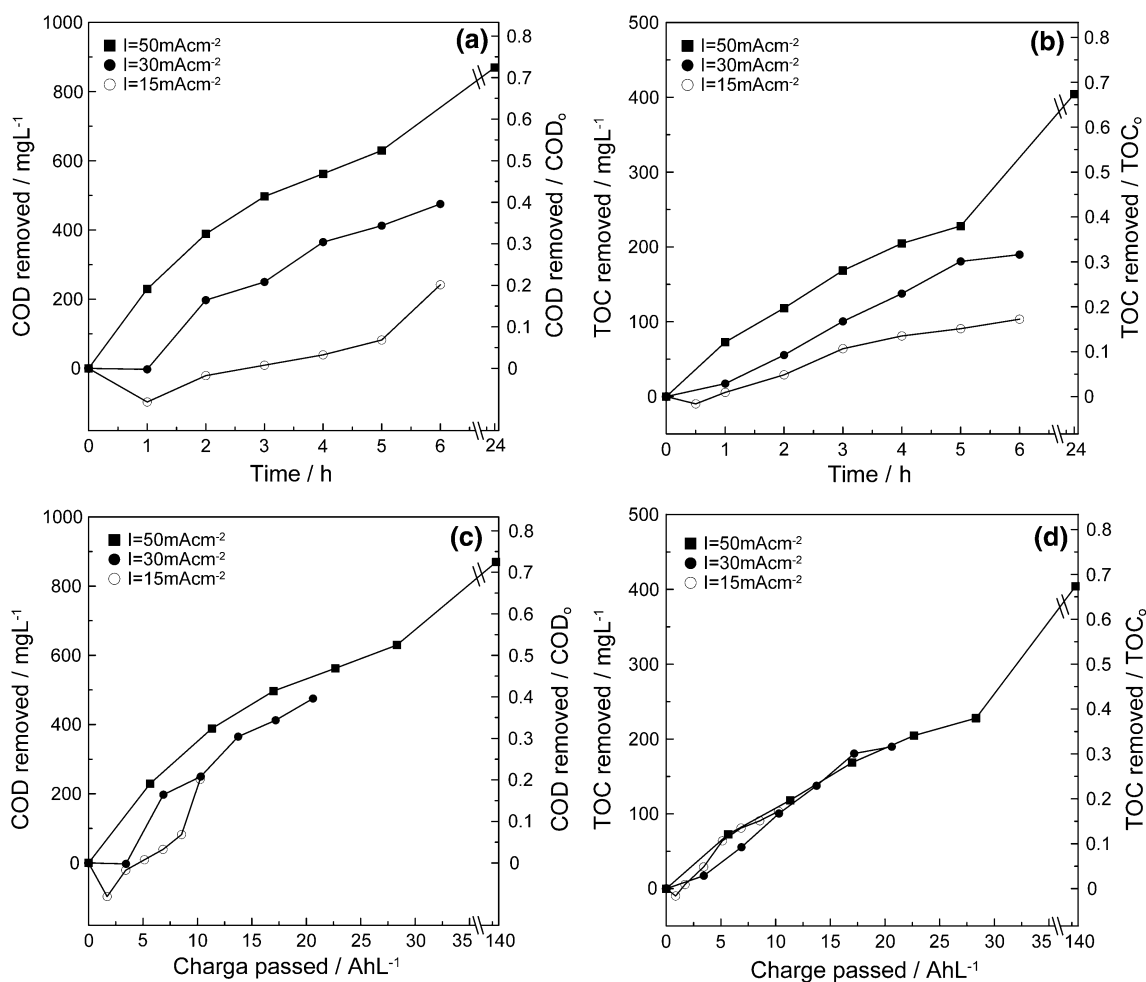 (a)
I=50mAcm⁻²
I=30mAcm⁻²
I=15mAcm⁻²
COD removed / mgL⁻¹
1000
800
600
400
200
0
COD removed / COD₀
0.8
0.7
0.6
0.5
0.4
0.3
0.2
0.1
0
0 1 2 3 4 5 6 24
Time / h
(b)
I=50mAcm⁻²
I=30mAcm⁻²
I=15mAcm⁻²
TOC removed / mgL⁻¹
500
400
300
200
100
0
TOC removed / TOC₀
0.8
0.7
0.6
0.5
0.4
0.3
0.2
0.1
0
0 1 2 3 4 5 6 24
Time / h
(c)
I=50mAcm⁻²
I=30mAcm⁻²
I=15mAcm⁻²
COD removed / mgL⁻¹
1000
800
600
400
200
0
COD removed / COD₀
0.8
0.7
0.6
0.5
0.4
0.3
0.2
0.1
0
0 5 10 15 20 25 30 35 140
Charga passed / AhL⁻¹
(d)
I=50mAcm⁻²
I=30mAcm⁻²
I=15mAcm⁻²
TOC removed / mgL⁻¹
500
400
300
200
100
0
TOC removed / TOC₀
0.8
0.7
0.6
0.5
0.4
0.3
0.2
0.1
0
0 5 10 15 20 25 30 35 140
Charge passed / AhL⁻¹